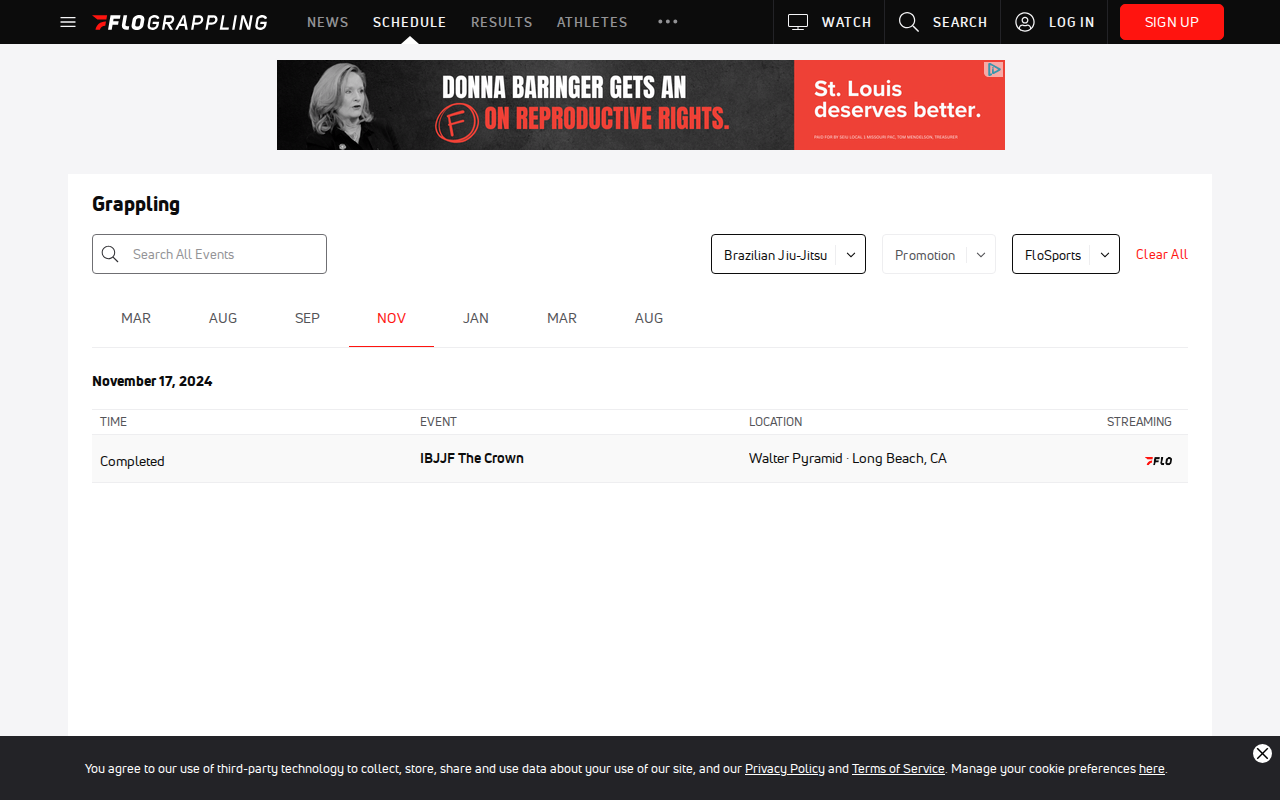 FLOGRAPPLING NEWS SCHEDULE RESULTS ATHLETES WATCH SEARCH LOG IN SIGN UP
DONNA BARINGER GETS AN
F ON REPRODUCTIVE RIGHTS.
St. Louis
deserves better.
Grappling
Search All Events Brazilian Jiu-Jitsu Promotion FloSports Clear All
MAR AUG SEP NOV JAN MAR AUG
November 17, 2024
TIME EVENT LOCATION STREAMING
Completed IBJJF The Crown Walter Pyramid · Long Beach, CA FLO
You agree to our use of third-party technology to collect, store, share and use data about your use of our site, and our Privacy Policy and Terms of Service. Manage your cookie preferences here.